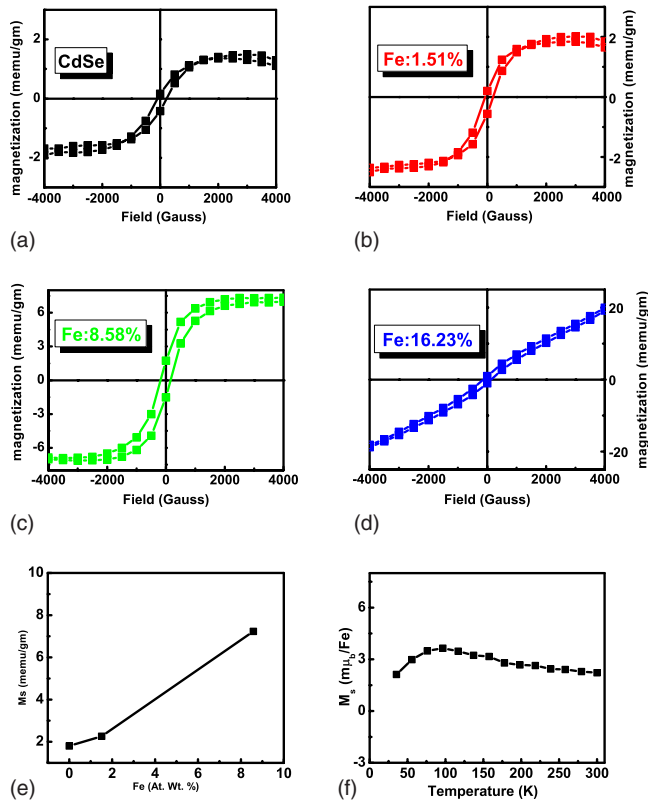 magnetization (memu/gm)
2
0
-2
CdSe
-4000 -2000 0 2000 4000
Field (Gauss)
(a)
Fe:1.51%
2
0
-2
magnetization (memu/gm)
-4000 -2000 0 2000 4000
Field (Gauss)
(b)
magnetization (memu/gm)
6
3
0
-3
-6
Fe:8.58%
-4000 -2000 0 2000 4000
Field (Gauss)
(c)
Fe:16.23%
20
0
-20
magnetization (memu/gm)
-4000 -2000 0 2000 4000
Field (Gauss)
(d)
Ms (memu/gm)
10
8
6
4
2
0 2 4 6 8 10
Fe (At. Wt. %)
(e)
Ms (mμb/Fe)
6
3
0
-3
0 50 100 150 200 250 300
Temperature (K)
(f)